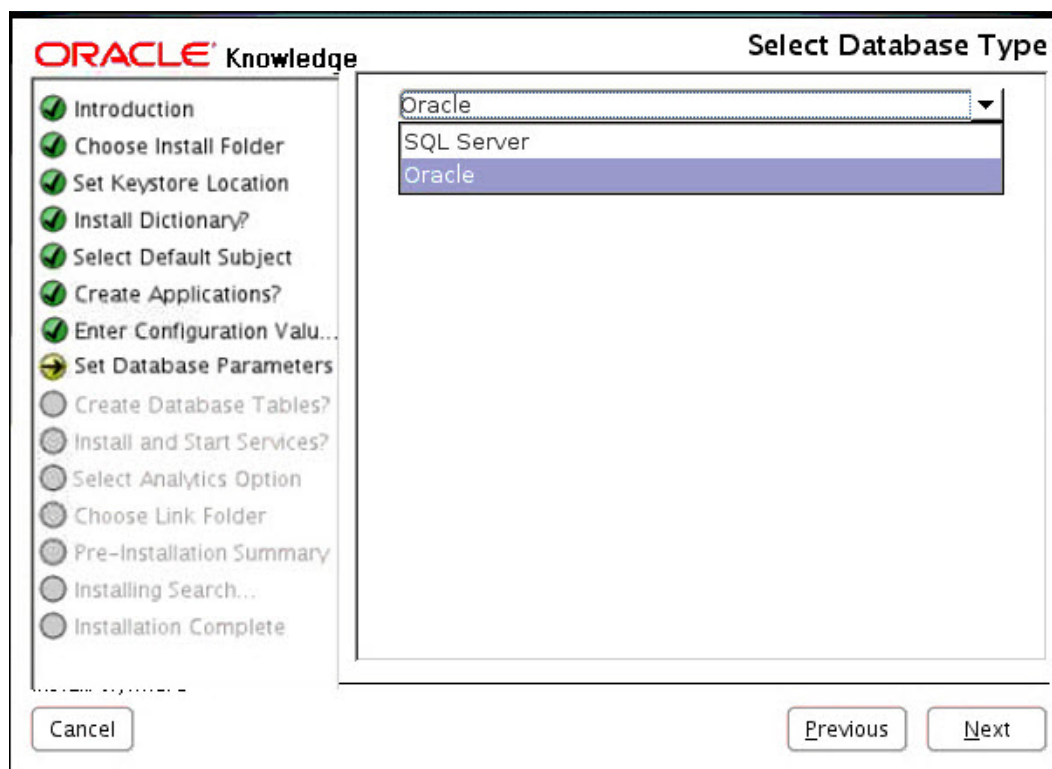 ORACLE Knowledge
Select Database Type
Introduction
Choose Install Folder
Set Keystore Location
Install Dictionary?
Select Default Subject
Create Applications?
Enter Configuration Valu...
Set Database Parameters
Create Database Tables?
Install and Start Services?
Select Analytics Option
Choose Link Folder
Pre-Installation Summary
Installing Search...
Installation Complete
Oracle
SQL Server
Oracle
Cancel
Previous
Next